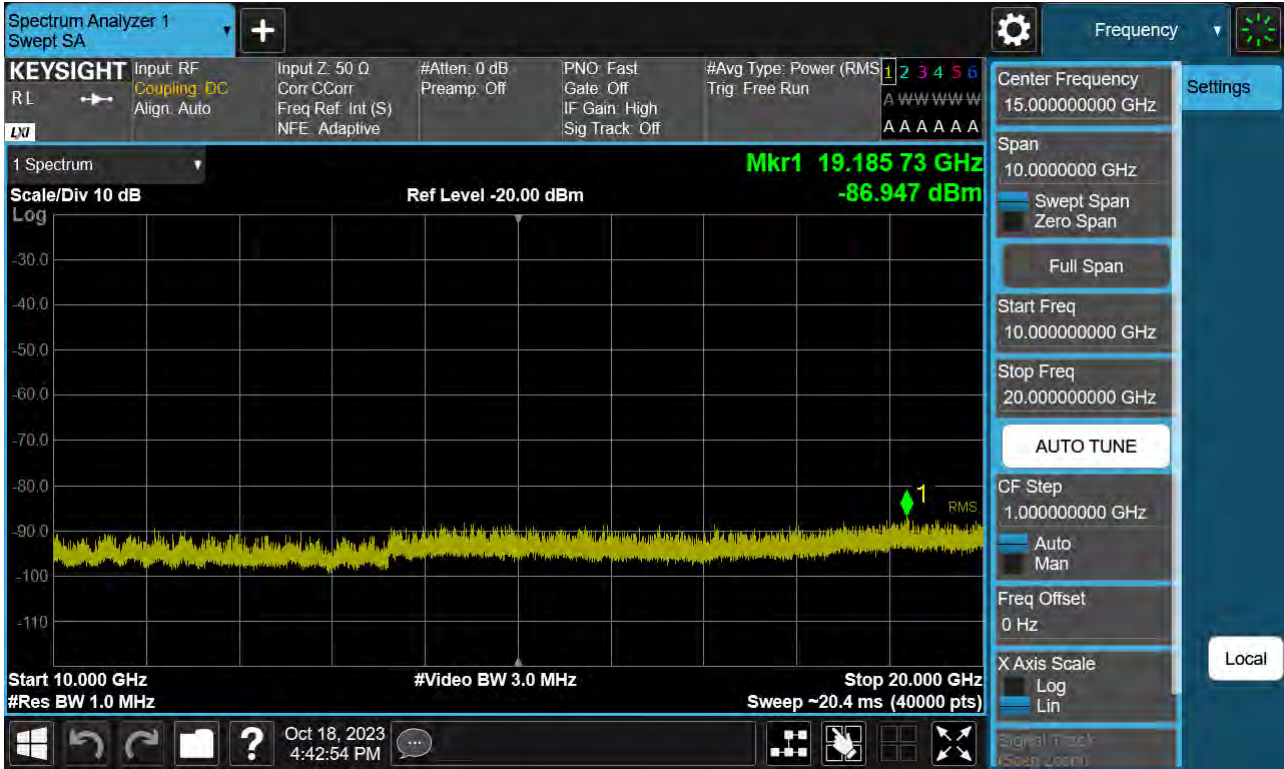 Spectrum Analyzer 1
Swept SA
Frequency
KEYSIGHT
R L
LXI
Input: RF
Coupling: DC
Align: Auto
Input Z: 50 Ω
Corr CCorr
Freq Ref: Int (S)
NFE: Adaptive
#Atten: 0 dB
Preamp: Off
PNO: Fast
Gate: Off
IF Gain: High
Sig Track: Off
#Avg Type: Power (RMS
Trig: Free Run
1 2 3 4 5 6
A W W W W W
A A A A A A
1 Spectrum
Scale/Div 10 dB
Log
Ref Level -20.00 dBm
Mkr1 19.185 73 GHz
-86.947 dBm
-30.0
-40.0
-50.0
-60.0
-70.0
-80.0
-90.0
-100
-110
1
RMS
Start 10.000 GHz
#Res BW 1.0 MHz
#Video BW 3.0 MHz
Stop 20.000 GHz
Sweep ~20.4 ms (40000 pts)
Center Frequency
15.000000000 GHz
Span
10.0000000 GHz
Swept Span
Zero Span
Full Span
Start Freq
10.000000000 GHz
Stop Freq
20.000000000 GHz
AUTO TUNE
CF Step
1.000000000 GHz
Auto
Man
Freq Offset
0 Hz
X Axis Scale
Log
Lin
Signal Track
(Span Zoom)
Settings
Local
?
Oct 18, 2023
4:42:54 PM